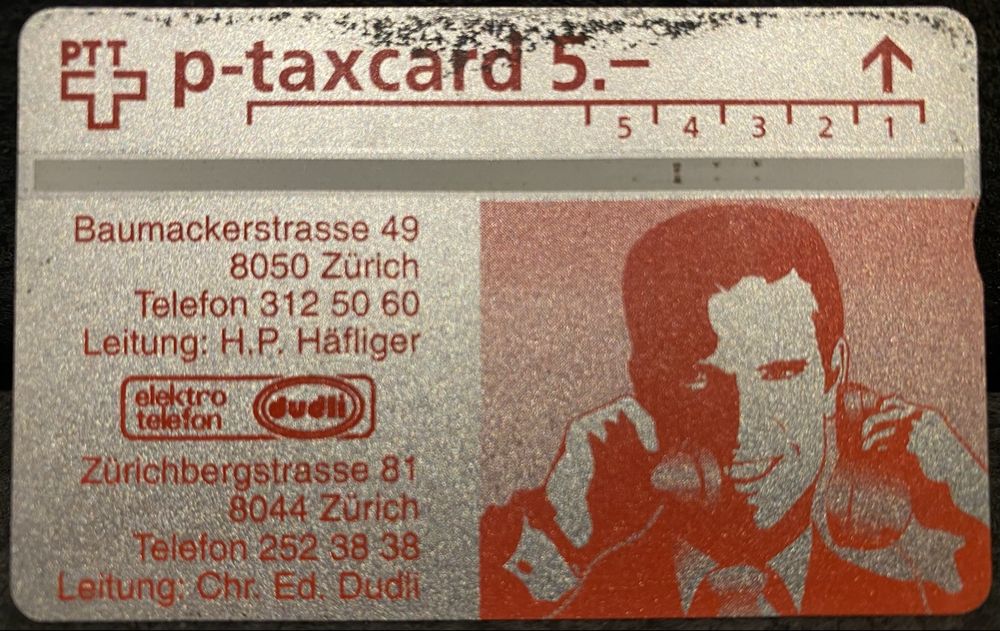 PTT
p-taxcard 5.–
5 4 3 2 1
Baumackerstrasse 49
8050 Zürich
Telefon 312 50 60
Leitung: H.P. Häfliger
elektro
telefon
dudli
Zürichbergstrasse 81
8044 Zürich
Telefon 252 38 38
Leitung: Chr. Ed. Dudli